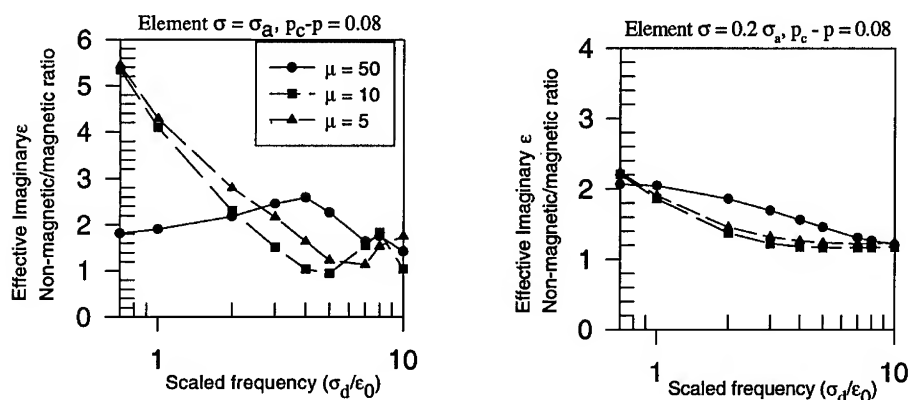 Element σ = σa, pc-p = 0.08
6
5
4
3
2
1
0
Effective Imaginaryε
Non-magnetic/magnetic ratio
μ = 50
μ = 10
μ = 5
1
10
Scaled frequency (σd/ε0)
Element σ = 0.2 σa, pc - p = 0.08
4
2
0
Effective Imaginary ε
Non-magnetic/magnetic ratio
1
10
Scaled frequency (σd/ε0)